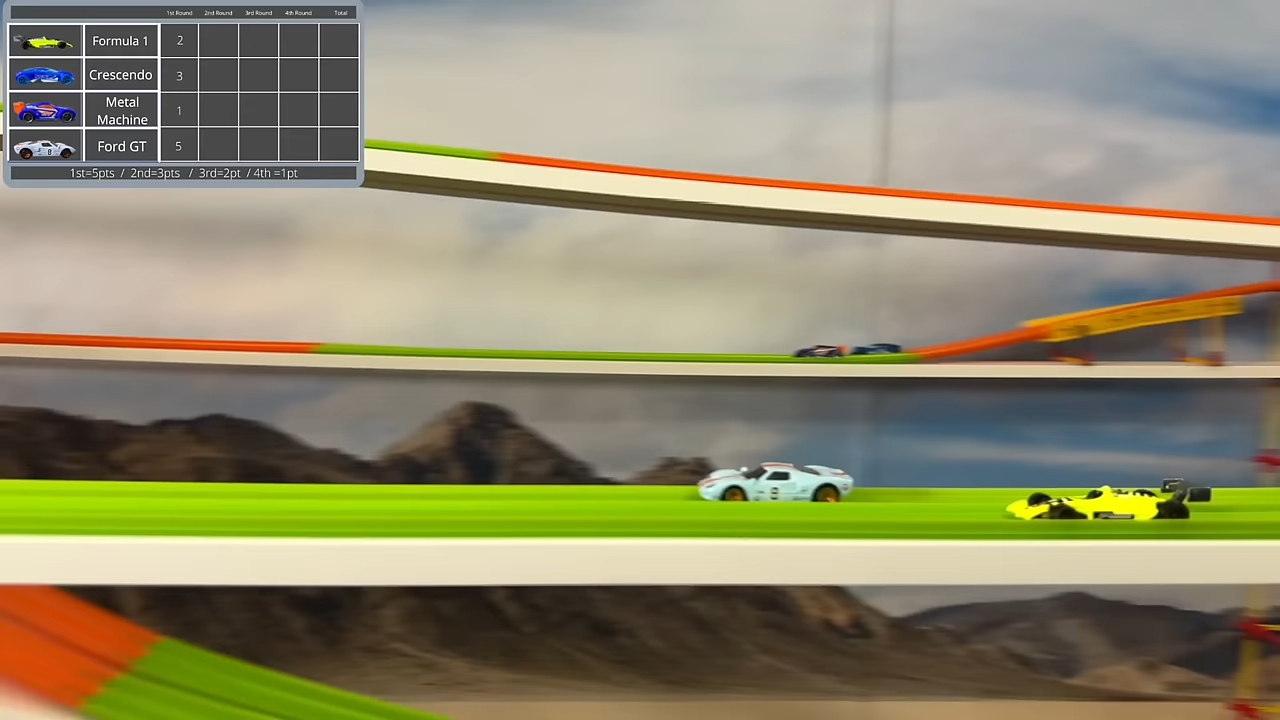 1st Round 2nd Round 3rd Round 4th Round Total
Formula 1 2
Crescendo 3
Metal
Machine 1
Ford GT 5
1st=5pts / 2nd=3pts / 3rd=2pt / 4th =1pt
8